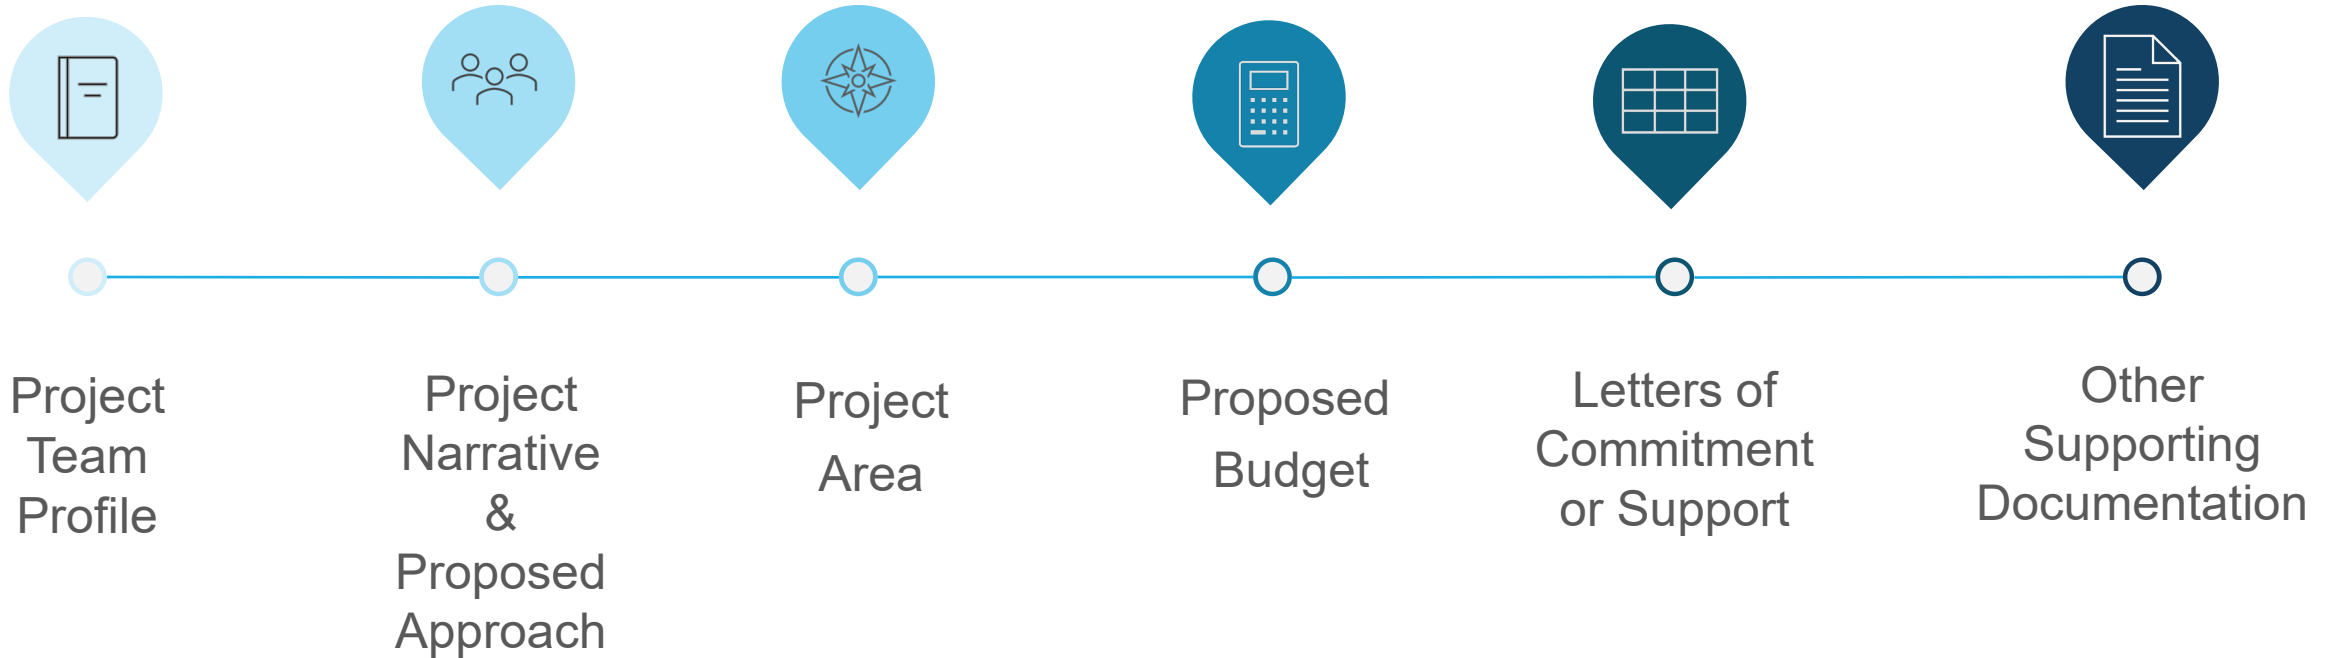 Project
Team
Profile
Project
Narrative
&
Proposed
Approach
Project
Area
Proposed
Budget
Letters of
Commitment
or Support
Other
Supporting
Documentation